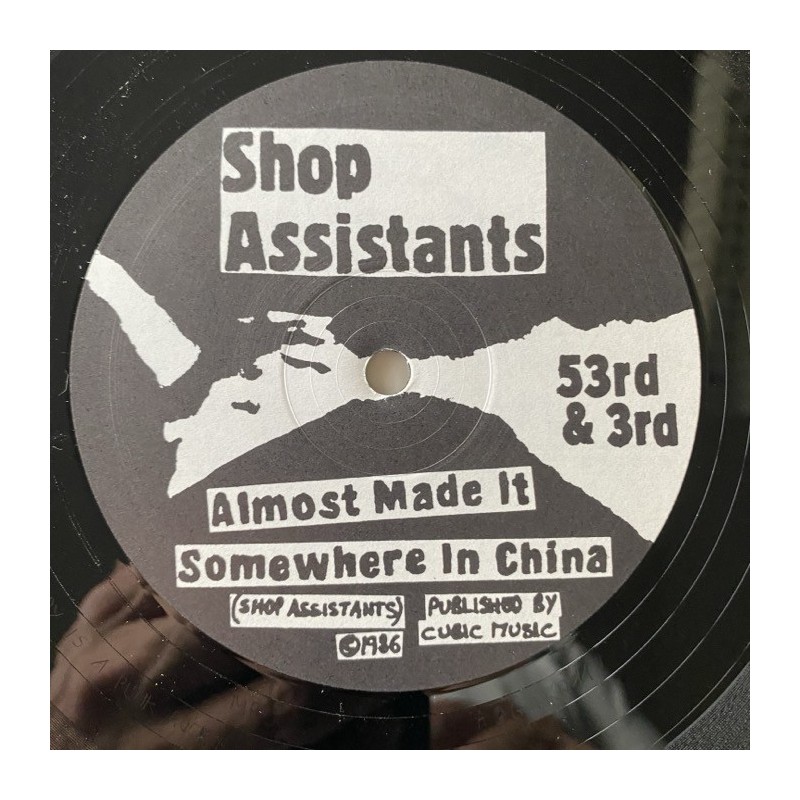 Shop
Assistants
53rd
& 3rd
Almost Made It
Somewhere In China
(SHOP ASSISTANTS)
©1986
PUBLISHED BY
CUBIC MUSIC